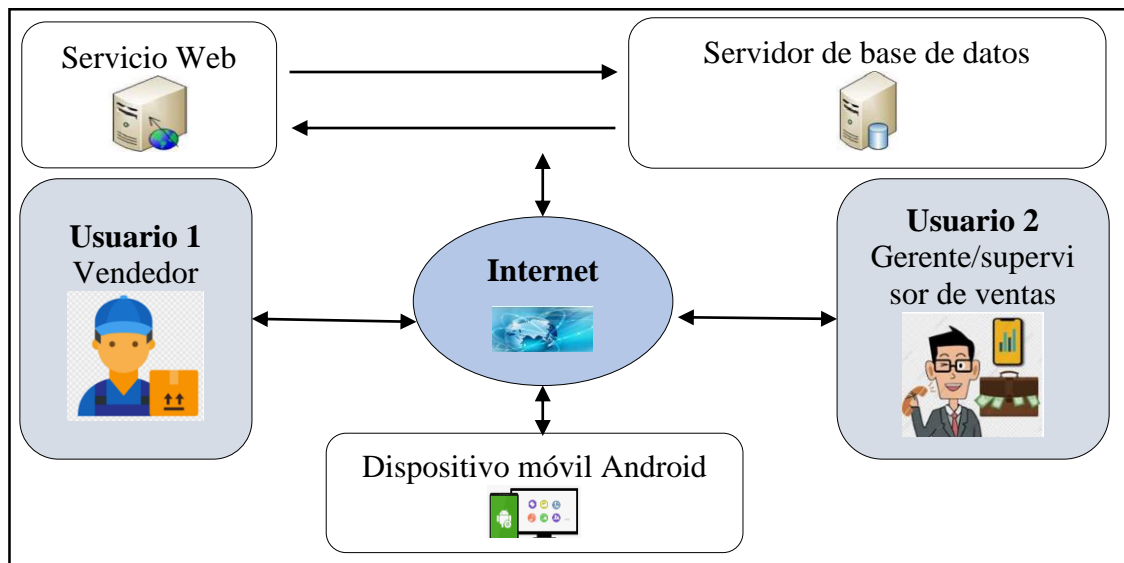 Servicio Web
Servidor de base de datos
Usuario 1
Vendedor
Internet
Usuario 2
Gerente/supervi
sor de ventas
Dispositivo móvil Android